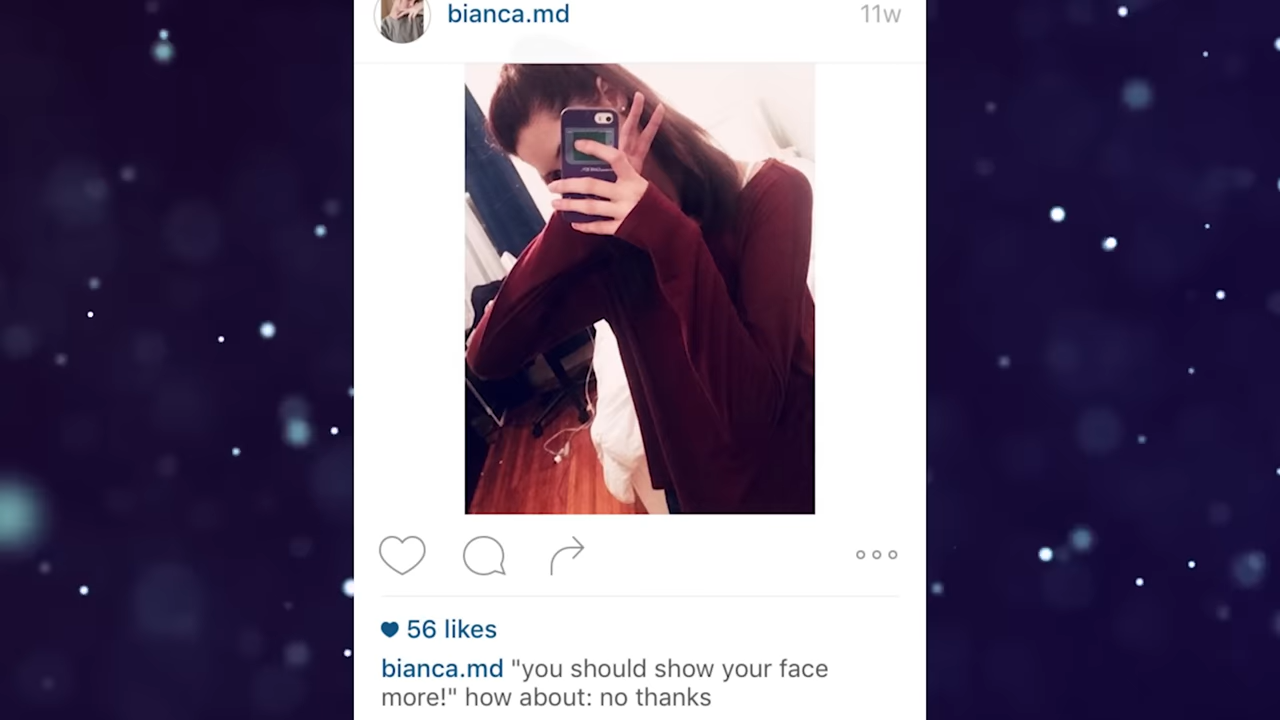 bianca.md
11w
56 likes
bianca.md "you should show your face
more!" how about: no thanks